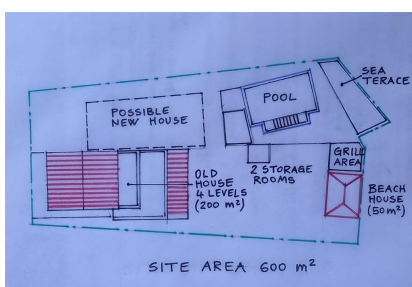 SEA
TERACE
POOL
POSSIBLE
NEW HOUSE
GRILL
AREA
2 STORAGE
ROOMS
OLD
HOUSE
4 LEVELS
(200 m²)
BEACH
HOUSE
(50m²)
SITE AREA 600 m²